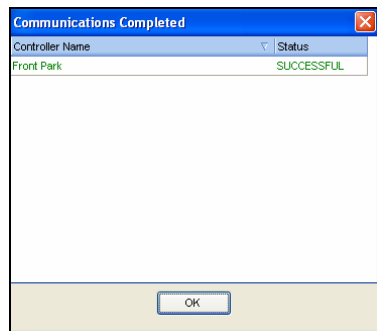 Communications Completed
Controller Name Status
Front Park SUCCESSFUL
OK